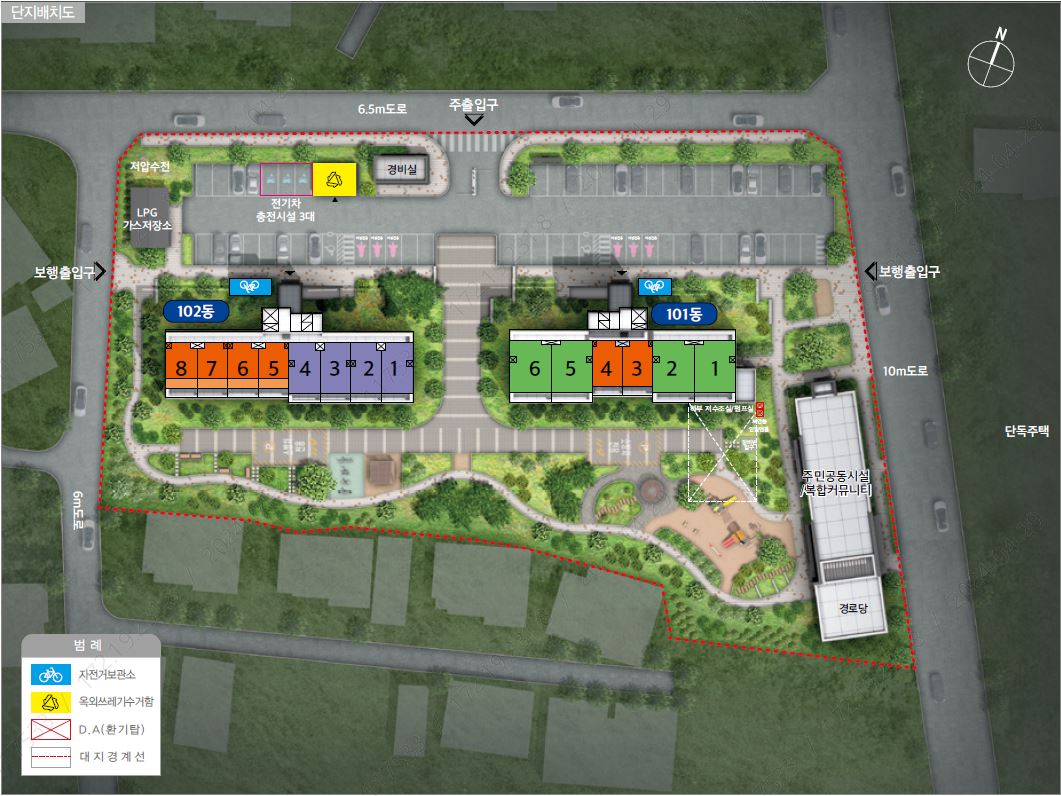 단지배치도
N
6.5m도로
주출입구
저압수전
경비실
전기차
충전시설 3대
LPG
가스저장소
보행출입구
보행출입구
102동
101동
8 7 6 5 4 3 2 1
6 5 4 3 2 1
10m도로
단독주택
하부 저수조실/펌프실
주민공동시설
/복합커뮤니티
6m도로
경로당
범 례
자전거보관소
옥외쓰레기수거함
D.A(환기탑)
대 지 경 계 선